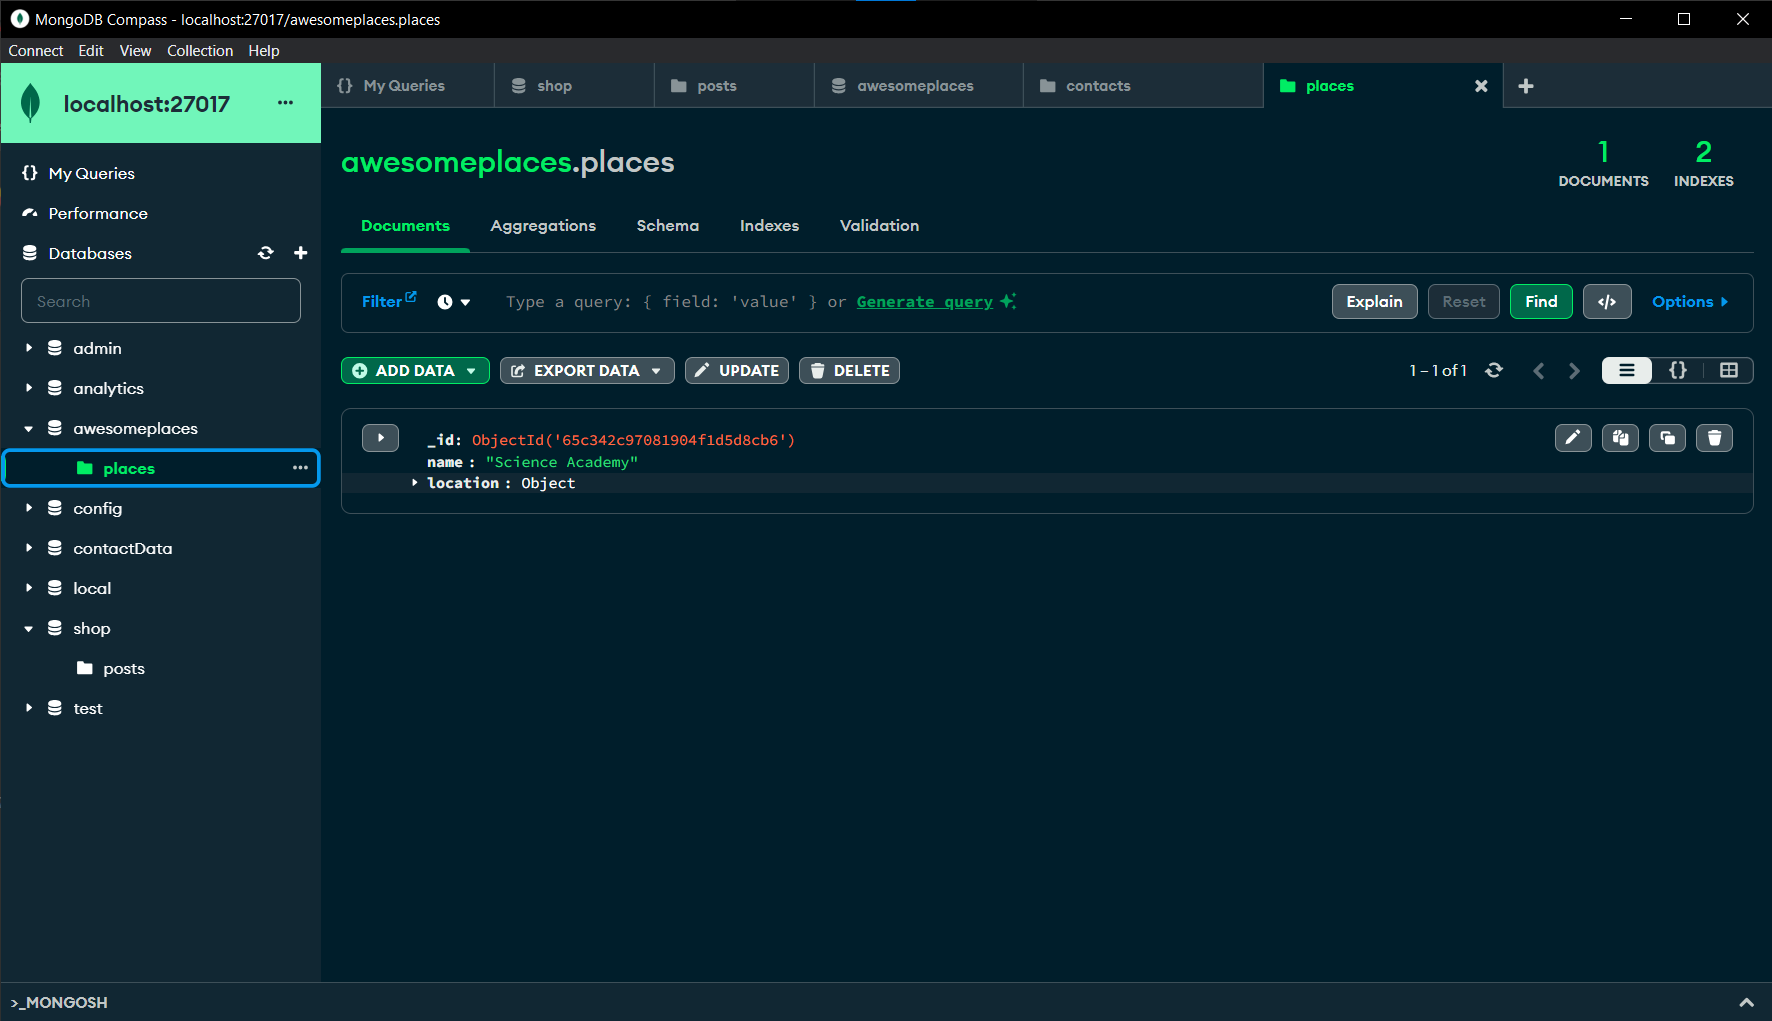 MongoDB Compass - localhost:27017/awesomeplaces.places
Connect Edit View Collection Help
localhost:27017 •••
{} My Queries shop posts awesomeplaces contacts places
My Queries
Performance
Databases
Search
admin
analytics
awesomeplaces
places •••
config
contactData
local
shop
posts
test
awesomeplaces.places
1 DOCUMENTS
2 INDEXES
Documents Aggregations Schema Indexes Validation
Filter Type a query: { field: 'value' } or Generate query Explain Reset Find </> Options
ADD DATA EXPORT DATA UPDATE DELETE 1 – 1 of 1 {}
_id: ObjectId('65c342c97081904f1d5d8cb6')
name : "Science Academy"
location : Object
>_MONGOSH